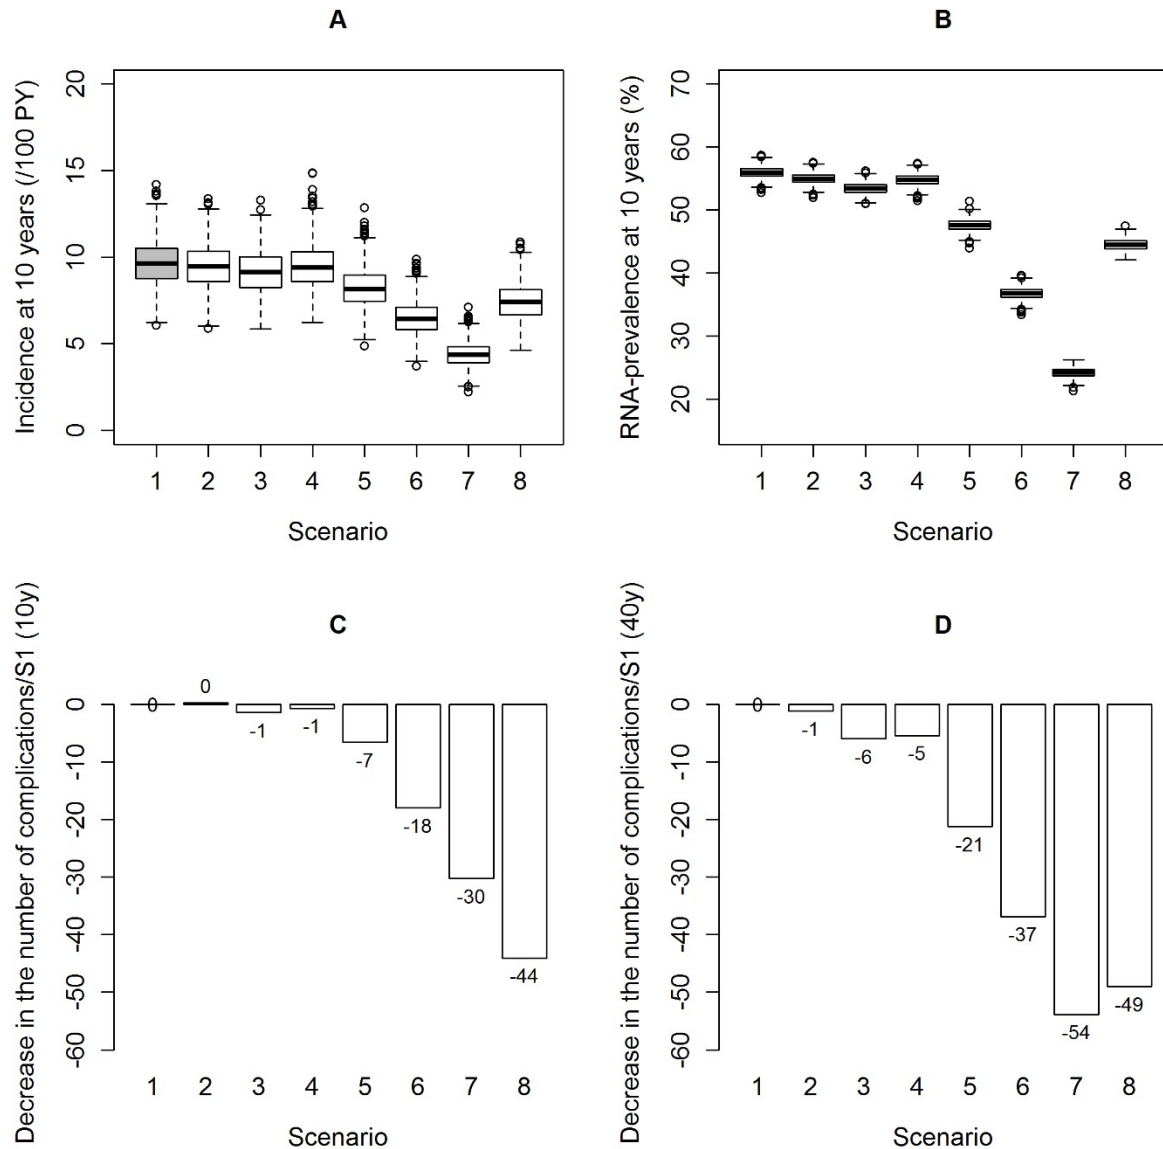 A
Incidence at 10 years (/100 PY)
20
15
10
5
0
1 2 3 4 5 6 7 8
Scenario
B
RNA-prevalence at 10 years (%)
70
60
50
40
30
20
1 2 3 4 5 6 7 8
Scenario
C
Decrease in the number of complications/S1 (10y)
0
-10
-20
-30
-40
-50
-60
0
0
-1
-1
-7
-18
-30
-44
1 2 3 4 5 6 7 8
Scenario
D
Decrease in the number of complications/S1 (40y)
0
-10
-20
-30
-40
-50
-60
0
-1
-6
-5
-21
-37
-54
-49
1 2 3 4 5 6 7 8
Scenario